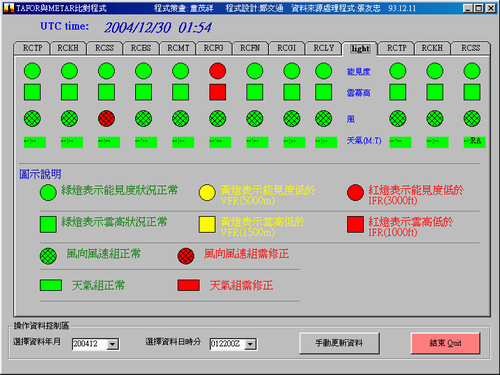 TAFOR與METAR比對程式 程式策畫:童茂祥 程式設計:鄭文通 資料來源處理程式:張友忠 93.12.11
UTC time: 2004/12/30 01:54
RCTP RCKH RCSS RCBS RCMT RCFG RCFN RCGI RCLY light RCTP RCKH RCSS
能見度
雲幕高
風
--:-- --:-- --:-- --:-- --:-- --:-- --:-- --:-- --:-- 天氣(M:T) --:-- --:-- --:RA
圖示說明
綠燈表示能見度狀況正常 黃燈表示能見度低於 紅燈表示能見度低於
VFR(5000m) IFR(3000ft)
綠燈表示雲高狀況正常 黃燈表示雲高低於 紅燈表示雲高低於
VFR(1500m) IFR(1000ft)
風向風速組正常 風向風速組需修正
天氣組正常 天氣組需修正
操作資料控制區
選擇資料年月 200412 選擇資料日時分 012200Z 手動更新資料 結束 Quit